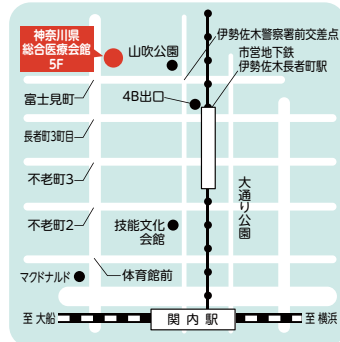 神奈川県
総合医療会館
5F
山吹公園
伊勢佐木警察署前交差点
市営地下鉄
伊勢佐木長者町駅
富士見町
4B出口
長者町3町目
不老町3
大通り公園
不老町2
技能文化
会館
マクドナルド
体育館前
至 大船
関内駅
至 横浜